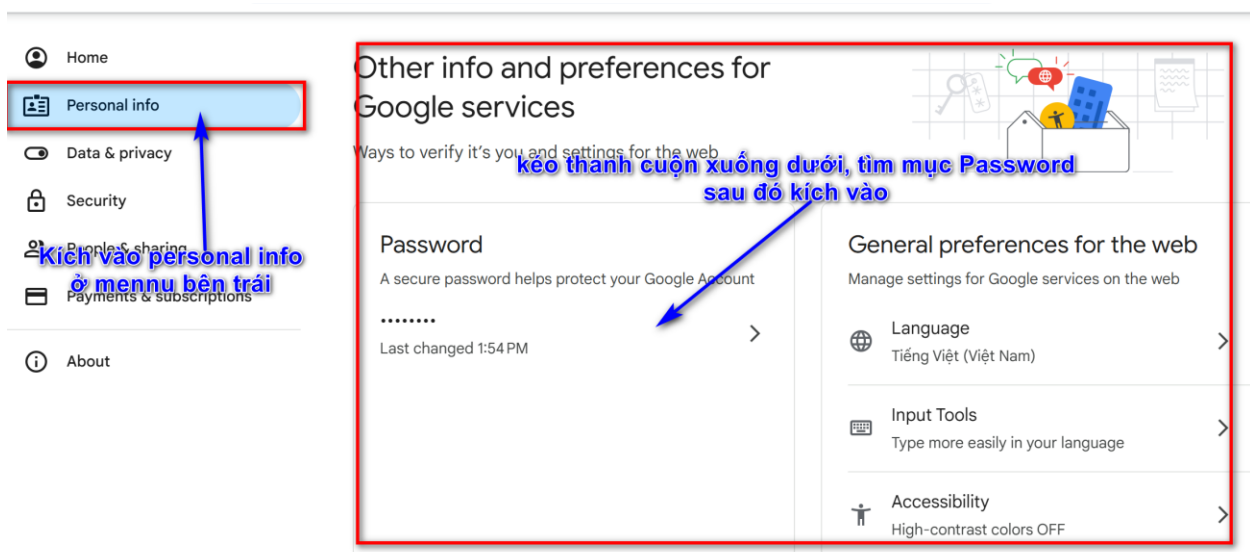 Home
Personal info
Data & privacy
Security
People & sharing
Payments & subscriptions
About
Kích vào personal info
ở mennu bên trái
Other info and preferences for
Google services
Ways to verify it's you and settings for the web
kéo thanh cuộn xuống dưới, tìm mục Password
sau đó kích vào
Password
A secure password helps protect your Google Account
••••••••
Last changed 1:54 PM
General preferences for the web
Manage settings for Google services on the web
Language
Tiếng Việt (Việt Nam)
Input Tools
Type more easily in your language
Accessibility
High-contrast colors OFF